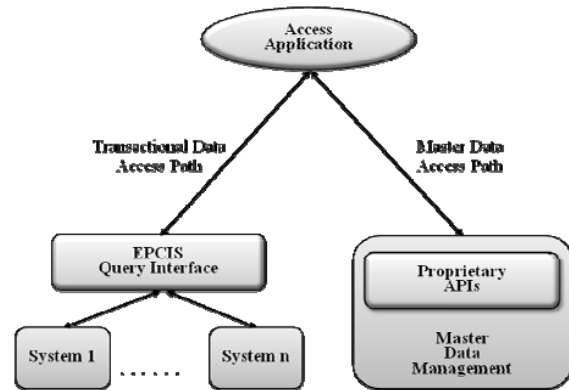 Access
Application
Transactional Data
Access Path
Master Data
Access Path
EPCIS
Query Interface
Proprietary
APIs
System 1
......
System n
Master
Data
Management